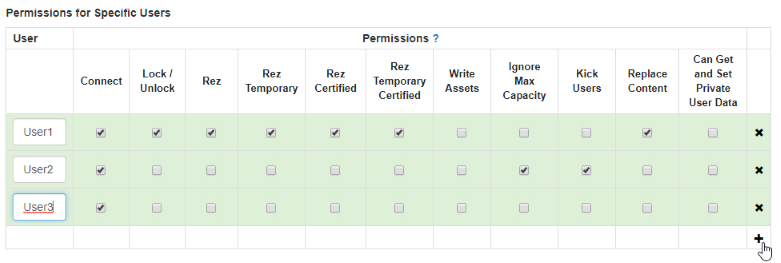 Permissions for Specific Users
User
Permissions ?
Connect
Lock /
Unlock
Rez
Rez
Temporary
Rez
Certified
Rez
Temporary
Certified
Write
Assets
Ignore
Max
Capacity
Kick
Users
Replace
Content
Can Get
and Set
Private
User Data
User1
User2
User3